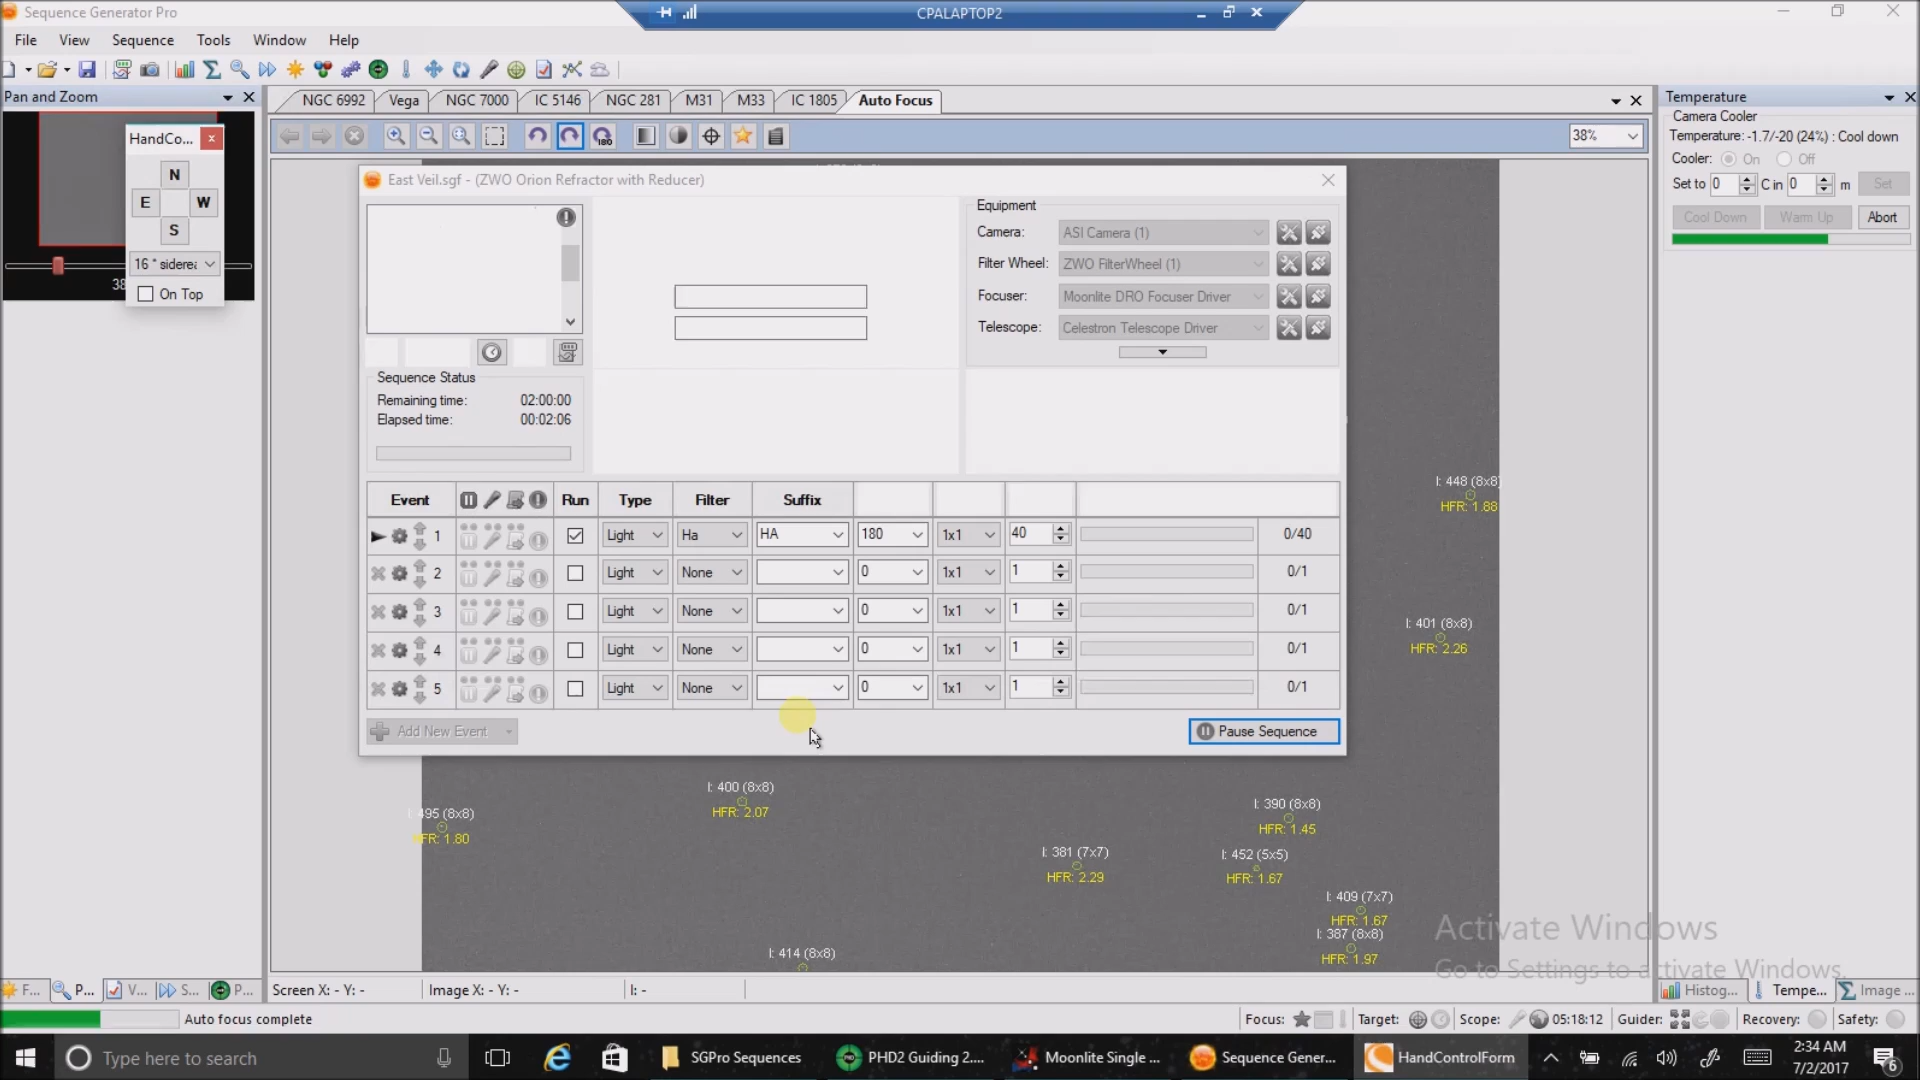 Sequence Generator Pro
CPALAPTOP2
File View Sequence Tools Window Help
Pan and Zoom
NGC 6992 Vega NGC 7000 IC 5146 NGC 281 M31 M33 IC 1805 Auto Focus
Temperature
Camera Cooler
Temperature: -1.7/-20 (24%) : Cool down
Cooler: On Off
Set to 0 C in 0 m Set
Cool Down Warm Up Abort
HandCo...
N
E W
S
16 * siderea
On Top
38
180
38%
East Veil.sgf - (ZWO Orion Refractor with Reducer)
Equipment
Camera: ASI Camera (1)
Filter Wheel: ZWO FilterWheel (1)
Focuser: Moonlite DRO Focuser Driver
Telescope: Celestron Telescope Driver
Sequence Status
Remaining time: 02:00:00
Elapsed time: 00:02:06
Event Run Type Filter Suffix
1 Light Ha HA 180 1x1 40 0/40
2 Light None 0 1x1 1 0/1
3 Light None 0 1x1 1 0/1
4 Light None 0 1x1 1 0/1
5 Light None 0 1x1 1 0/1
Add New Event
Pause Sequence
I: 448 (8x8)
HFR: 1.88
I: 401 (8x8)
HFR: 2.26
I: 400 (8x8)
HFR: 2.07
I: 495 (8x8)
HFR: 1.80
I: 390 (8x8)
HFR: 1.45
I: 381 (7x7)
HFR: 2.29
I: 452 (5x5)
HFR: 1.67
I: 409 (7x7)
HFR: 1.67
I: 387 (8x8)
HFR: 1.97
I: 414 (8x8)
Activate Windows
Go to Settings to activate Windows.
F... P... V... S... P...
Screen X: - Y: - Image X: - Y: - I: -
Histog... Tempe... Image ...
Auto focus complete
Focus: Target: Scope: 05:18:12 Guider: Recovery: Safety:
Type here to search
SGPro Sequences
PHD2 Guiding 2....
Moonlite Single ...
Sequence Gener...
HandControlForm
2:34 AM
7/2/2017
6